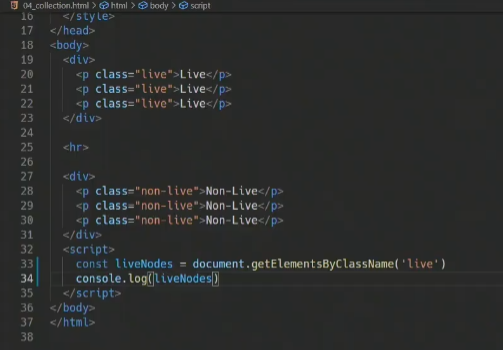 04_collection.html > html > body > script
16 </style>
17 </head>
18 <body>
19 <div>
20 <p class="live">Live</p>
21 <p class="live">Live</p>
22 <p class="live">Live</p>
23 </div>
24
25 <hr>
26
27 <div>
28 <p class="non-live">Non-Live</p>
29 <p class="non-live">Non-Live</p>
30 <p class="non-live">Non-Live</p>
31 </div>
32 <script>
33 const liveNodes = document.getElementsByClassName('live')
34 console.log(liveNodes)
35 </script>
36 </body>
37 </html>
38